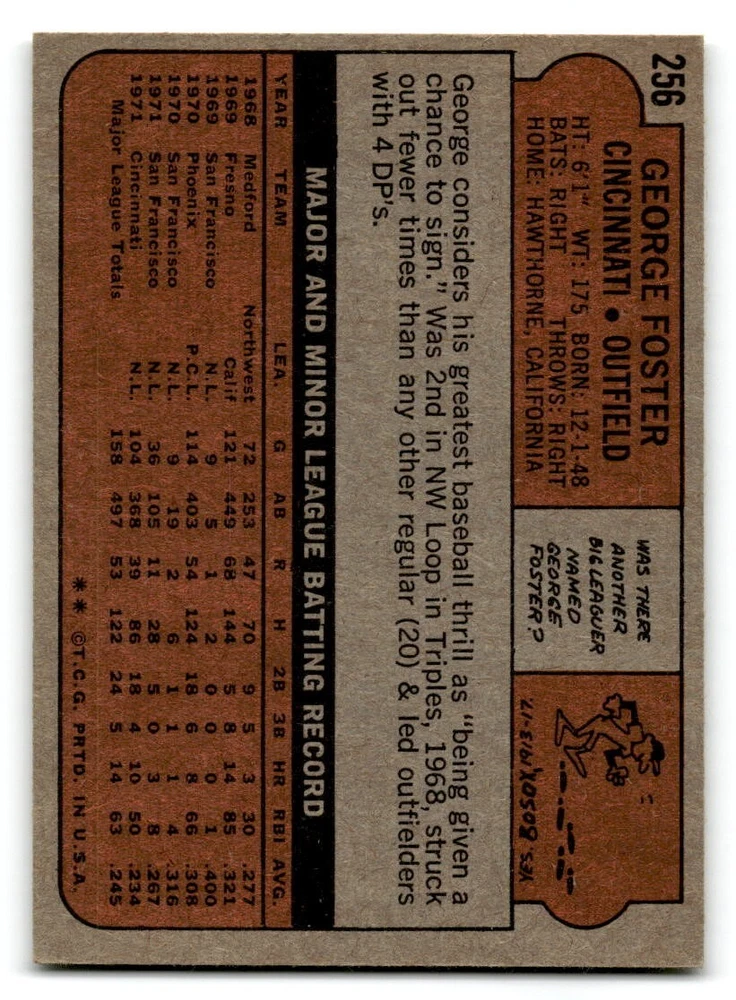 256
GEORGE FOSTER
CINCINNATI • OUTFIELD
HT: 6'1" WT: 175 BORN: 12-1-48
BATS: RIGHT THROWS: RIGHT
HOME: HAWTHORNE, CALIFORNIA
WAS THERE
ANOTHER
BIG LEAGUER
NAMED
GEORGE
FOSTER?
YES, BOSOX, 1913-17.
George considers his greatest baseball thrill as "being given a
chance to sign." Was 2nd in NW Loop in Triples, 1968, struck
out fewer times than any other regular (20) & led outfielders
with 4 DP's.
MAJOR AND MINOR LEAGUE BATTING RECORD
YEAR TEAM LEA. G AB R H 2B 3B HR RBI AVG.
1968 Medford Northwest 72 253 47 70 9 5 3 30 .277
1969 Fresno Calif 121 449 68 144 5 8 14 85 .321
1969 San Francisco N.L. 9 5 1 2 0 0 0 1 .400
1970 Phoenix P.C.L. 114 403 54 124 18 6 8 66 .308
1970 San Francisco N.L. 9 19 2 6 1 1 1 4 .316
1971 San Francisco N.L. 36 105 11 28 5 0 3 8 .267
1971 Cincinnati N.L. 104 368 39 86 18 4 10 50 .234
Major League Totals 158 497 53 122 24 5 14 63 .245
** ©T.C.G. PRTD. IN U.S.A.